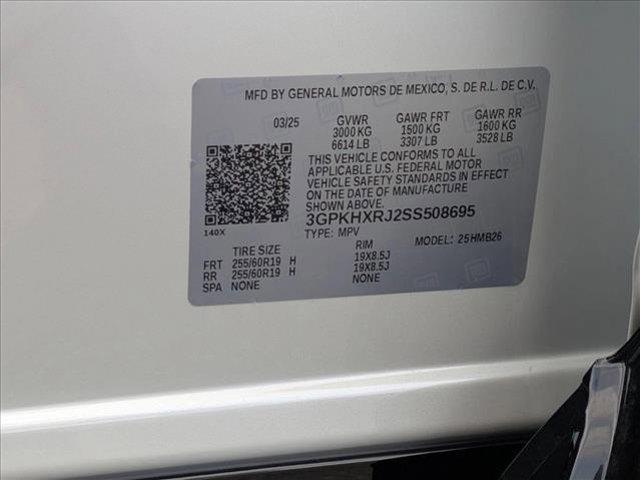 MFD BY GENERAL MOTORS DE MEXICO, S. DE R.L. DE C.V.
03/25 GVWR GAWR FRT GAWR RR
3000 KG 1500 KG 1600 KG
6614 LB 3307 LB 3528 LB
THIS VEHICLE CONFORMS TO ALL
APPLICABLE U.S. FEDERAL MOTOR
VEHICLE SAFETY STANDARDS IN EFFECT
ON THE DATE OF MANUFACTURE
SHOWN ABOVE.
3GPKHXRJ2SS508695
140X TYPE: MPV MODEL: 25HMB26
TIRE SIZE RIM
FRT 255/60R19 H 19X8.5J
RR 255/60R19 H 19X8.5J
SPA NONE NONE